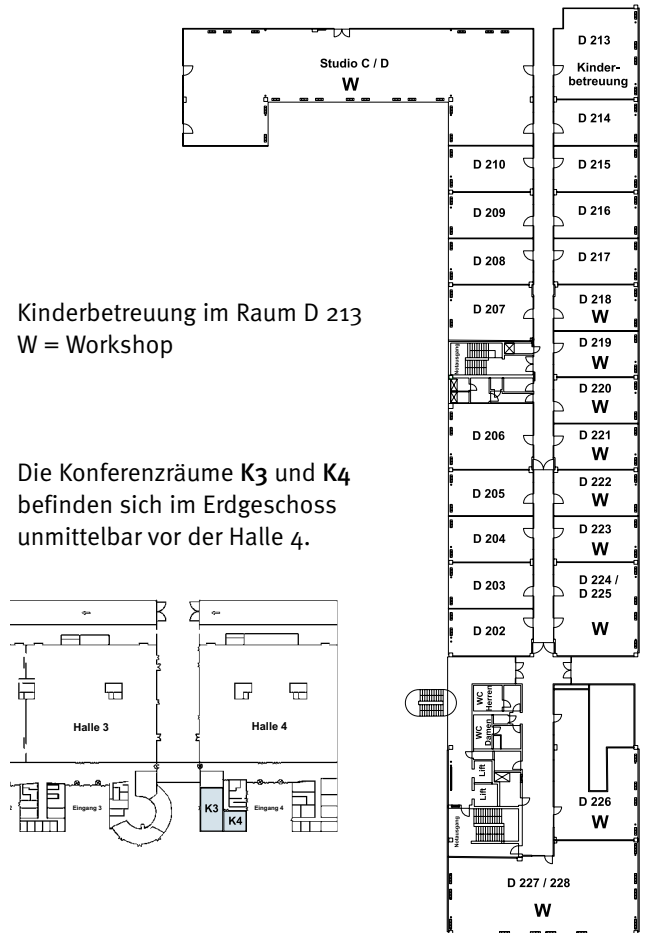 Studio C / D
W
D 213
Kinder-
betreuung
D 214
D 210
D 215
D 209
D 216
D 208
D 217
D 207
D 218
W
Kinderbetreuung im Raum D 213
W = Workshop
Notausgang
D 219
W
D 220
W
D 206
D 221
W
Die Konferenzräume K3 und K4
befinden sich im Erdgeschoss
unmittelbar vor der Halle 4.
D 205
D 222
W
D 204
D 223
W
D 203
D 224 /
D 225
W
D 202
WC
Herren
WC
Damen
Lift
Lift
Notausgang
D 226
W
D 227 / 228
W
Halle 3
Halle 4
Eingang 3
K3
K4
Eingang 4